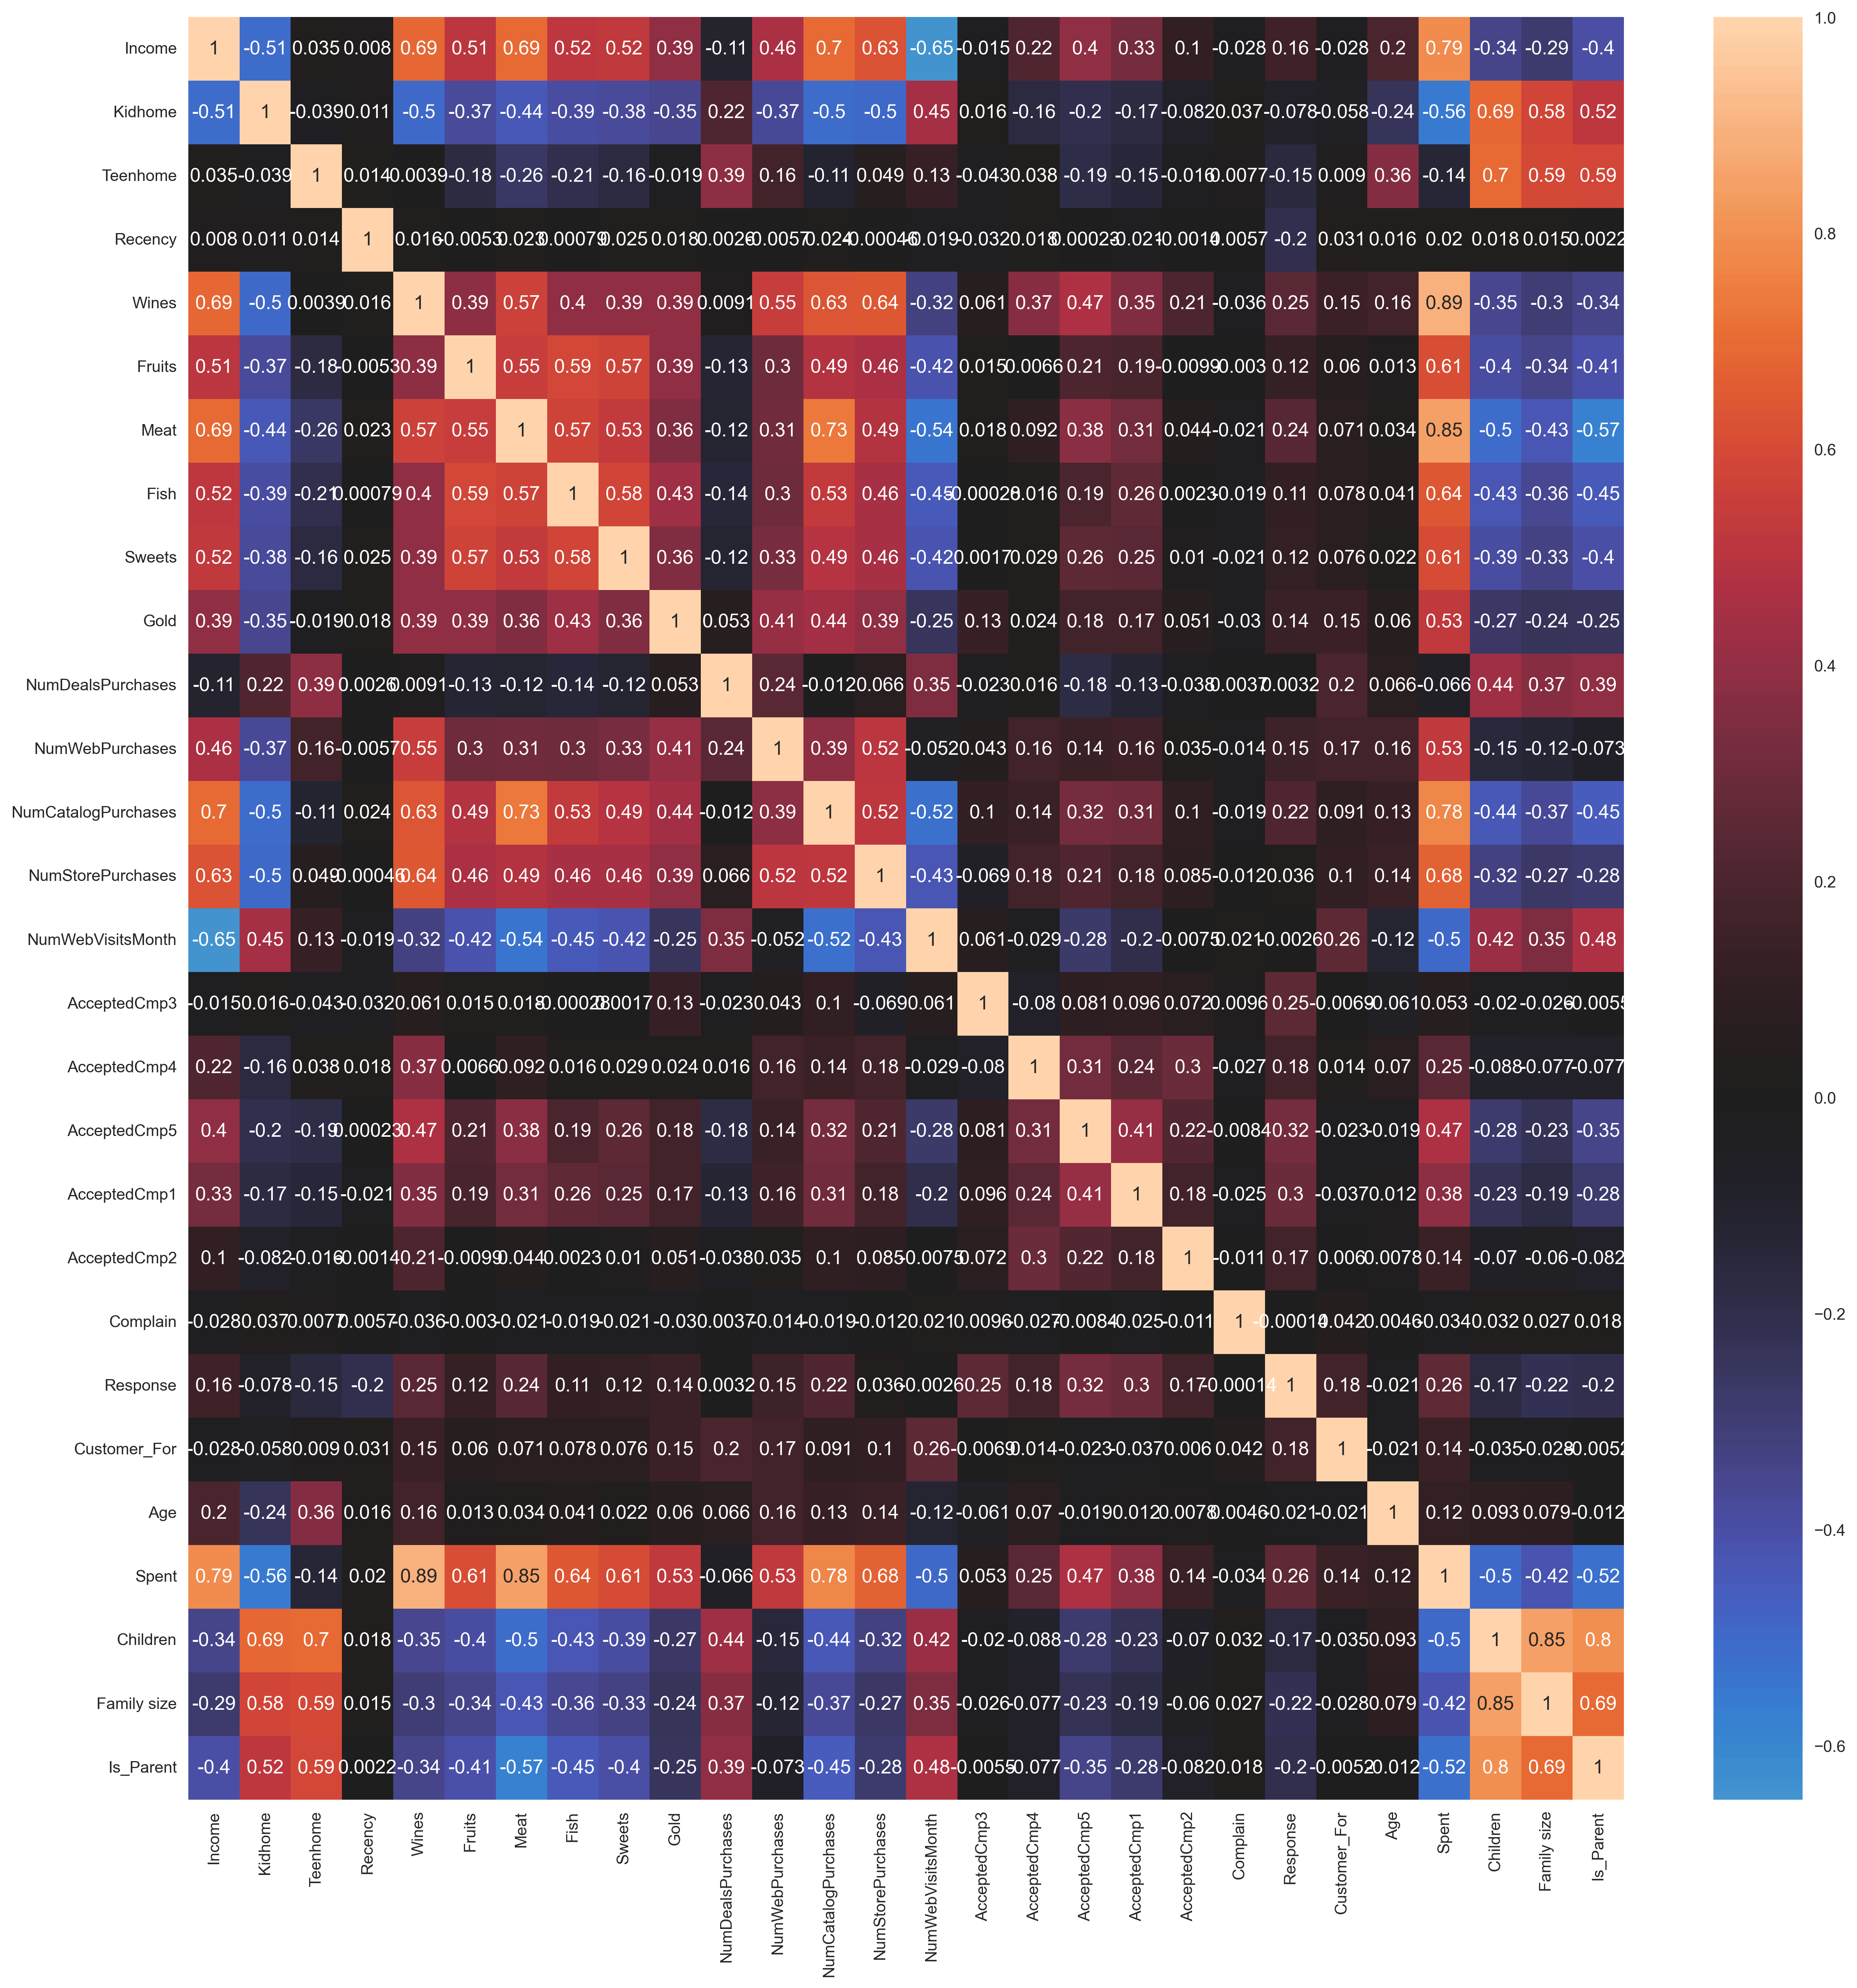 Income 1 -0.51 0.035 0.008 0.69 0.51 0.69 0.52 0.52 0.39 -0.11 0.46 0.7 0.63 -0.65 -0.015 0.22 0.4 0.33 0.1 -0.028 0.16 -0.028 0.2 0.79 -0.34 -0.29 -0.4
Kidhome -0.51 1 -0.039 0.011 -0.5 -0.37 -0.44 -0.39 -0.38 -0.35 0.22 -0.37 -0.5 -0.5 0.45 0.016 -0.16 -0.2 -0.17 -0.082 0.037 -0.078 -0.058 -0.24 -0.56 0.69 0.58 0.52
Teenhome 0.035 -0.039 1 0.014 0.0039 -0.18 -0.26 -0.21 -0.16 -0.019 0.39 0.16 -0.11 0.049 0.13 -0.043 0.038 -0.19 -0.15 -0.016 0.0077 -0.15 0.009 0.36 -0.14 0.7 0.59 0.59
Recency 0.008 0.011 0.014 1 0.016 -0.0053 0.023 0.00079 0.025 0.018 0.0026 -0.0057 0.024 -0.00046 -0.019 -0.032 0.018 0.00023 -0.021 -0.0014 0.0057 -0.2 0.031 0.016 0.02 0.018 0.015 0.0022
Wines 0.69 -0.5 0.0039 0.016 1 0.39 0.57 0.4 0.39 0.39 0.0091 0.55 0.63 0.64 -0.32 0.061 0.37 0.47 0.35 0.21 -0.036 0.25 0.15 0.16 0.89 -0.35 -0.3 -0.34
Fruits 0.51 -0.37 -0.18 -0.0053 0.39 1 0.55 0.59 0.57 0.39 -0.13 0.3 0.49 0.46 -0.42 0.015 0.0066 0.21 0.19 -0.0099 -0.003 0.12 0.06 0.013 0.61 -0.4 -0.34 -0.41
Meat 0.69 -0.44 -0.26 0.023 0.57 0.55 1 0.57 0.53 0.36 -0.12 0.31 0.73 0.49 -0.54 0.018 0.092 0.38 0.31 0.044 -0.021 0.24 0.071 0.034 0.85 -0.5 -0.43 -0.57
Fish 0.52 -0.39 -0.21 0.00079 0.4 0.59 0.57 1 0.58 0.43 -0.14 0.3 0.53 0.46 -0.45 -0.00028 0.016 0.19 0.26 0.0023 -0.019 0.11 0.078 0.041 0.64 -0.43 -0.36 -0.45
Sweets 0.52 -0.38 -0.16 0.025 0.39 0.57 0.53 0.58 1 0.36 -0.12 0.33 0.49 0.46 -0.42 0.0017 0.029 0.26 0.25 0.01 -0.021 0.12 0.076 0.022 0.61 -0.39 -0.33 -0.4
Gold 0.39 -0.35 -0.019 0.018 0.39 0.39 0.36 0.43 0.36 1 0.053 0.41 0.44 0.39 -0.25 0.13 0.024 0.18 0.17 0.051 -0.03 0.14 0.15 0.06 0.53 -0.27 -0.24 -0.25
NumDealsPurchases -0.11 0.22 0.39 0.0026 0.0091 -0.13 -0.12 -0.14 -0.12 0.053 1 0.24 -0.012 0.066 0.35 -0.023 0.016 -0.18 -0.13 -0.038 0.0037 0.0032 0.2 0.066 -0.066 0.44 0.37 0.39
NumWebPurchases 0.46 -0.37 0.16 -0.0057 0.55 0.3 0.31 0.3 0.33 0.41 0.24 1 0.39 0.52 -0.052 0.043 0.16 0.14 0.16 0.035 -0.014 0.15 0.17 0.16 0.53 -0.15 -0.12 -0.073
NumCatalogPurchases 0.7 -0.5 -0.11 0.024 0.63 0.49 0.73 0.53 0.49 0.44 -0.012 0.39 1 0.52 -0.52 0.1 0.14 0.32 0.31 0.1 -0.019 0.22 0.091 0.13 0.78 -0.44 -0.37 -0.45
NumStorePurchases 0.63 -0.5 0.049 -0.00046 0.64 0.46 0.49 0.46 0.46 0.39 0.066 0.52 0.52 1 -0.43 -0.069 0.18 0.21 0.18 0.085 -0.012 0.036 0.1 0.14 0.68 -0.32 -0.27 -0.28
NumWebVisitsMonth -0.65 0.45 0.13 -0.019 -0.32 -0.42 -0.54 -0.45 -0.42 -0.25 0.35 -0.052 -0.52 -0.43 1 0.061 -0.029 -0.28 -0.2 -0.0075 0.021 -0.0026 0.26 -0.12 -0.5 0.42 0.35 0.48
AcceptedCmp3 -0.015 0.016 -0.043 -0.032 0.061 0.015 0.018 -0.00028 0.0017 0.13 -0.023 0.043 0.1 -0.069 0.061 1 -0.08 0.081 0.096 0.072 0.0096 0.25 -0.0069 -0.061 0.053 -0.02 -0.026 -0.0055
AcceptedCmp4 0.22 -0.16 0.038 0.018 0.37 0.0066 0.092 0.016 0.029 0.024 0.016 0.16 0.14 0.18 -0.029 -0.08 1 0.31 0.24 0.3 -0.027 0.18 0.014 0.07 0.25 -0.088 -0.077 -0.077
AcceptedCmp5 0.4 -0.2 -0.19 0.00023 0.47 0.21 0.38 0.19 0.26 0.18 -0.18 0.14 0.32 0.21 -0.28 0.081 0.31 1 0.41 0.22 -0.0084 0.32 -0.023 -0.019 0.47 -0.28 -0.23 -0.35
AcceptedCmp1 0.33 -0.17 -0.15 -0.021 0.35 0.19 0.31 0.26 0.25 0.17 -0.13 0.16 0.31 0.18 -0.2 0.096 0.24 0.41 1 0.18 -0.025 0.3 -0.037 0.012 0.38 -0.23 -0.19 -0.28
AcceptedCmp2 0.1 -0.082 -0.016 -0.0014 0.21 -0.0099 0.044 0.0023 0.01 0.051 -0.038 0.035 0.1 0.085 -0.0075 0.072 0.3 0.22 0.18 1 -0.011 0.17 0.006 0.0078 0.14 -0.07 -0.06 -0.082
Complain -0.028 0.037 0.0077 0.0057 -0.036 -0.003 -0.021 -0.019 -0.021 -0.03 0.0037 -0.014 -0.019 -0.012 0.021 0.0096 -0.027 -0.0084 -0.025 -0.011 1 -0.00014 0.042 0.0046 -0.034 0.032 0.027 0.018
Response 0.16 -0.078 -0.15 -0.2 0.25 0.12 0.24 0.11 0.12 0.14 0.0032 0.15 0.22 0.036 -0.0026 0.25 0.18 0.32 0.3 0.17 -0.00014 1 0.18 -0.021 0.26 -0.17 -0.22 -0.2
Customer_For -0.028 -0.058 0.009 0.031 0.15 0.06 0.071 0.078 0.076 0.15 0.2 0.17 0.091 0.1 0.26 -0.0069 0.014 -0.023 -0.037 0.006 0.042 0.18 1 -0.021 0.14 -0.035 -0.028 -0.0052
Age 0.2 -0.24 0.36 0.016 0.16 0.013 0.034 0.041 0.022 0.06 0.066 0.16 0.13 0.14 -0.12 -0.061 0.07 -0.019 0.012 0.0078 0.0046 -0.021 -0.021 1 0.12 0.093 0.079 -0.012
Spent 0.79 -0.56 -0.14 0.02 0.89 0.61 0.85 0.64 0.61 0.53 -0.066 0.53 0.78 0.68 -0.5 0.053 0.25 0.47 0.38 0.14 -0.034 0.26 0.14 0.12 1 -0.5 -0.42 -0.52
Children -0.34 0.69 0.7 0.018 -0.35 -0.4 -0.5 -0.43 -0.39 -0.27 0.44 -0.15 -0.44 -0.32 0.42 -0.02 -0.088 -0.28 -0.23 -0.07 0.032 -0.17 -0.035 0.093 -0.5 1 0.85 0.8
Family size -0.29 0.58 0.59 0.015 -0.3 -0.34 -0.43 -0.36 -0.33 -0.24 0.37 -0.12 -0.37 -0.27 0.35 -0.026 -0.077 -0.23 -0.19 -0.06 0.027 -0.22 -0.028 0.079 -0.42 0.85 1 0.69
Is_Parent -0.4 0.52 0.59 0.0022 -0.34 -0.41 -0.57 -0.45 -0.4 -0.25 0.39 -0.073 -0.45 -0.28 0.48 -0.0055 -0.077 -0.35 -0.28 -0.082 0.018 -0.2 -0.0052 -0.012 -0.52 0.8 0.69 1
Income
Kidhome
Teenhome
Recency
Wines
Fruits
Meat
Fish
Sweets
Gold
NumDealsPurchases
NumWebPurchases
NumCatalogPurchases
NumStorePurchases
NumWebVisitsMonth
AcceptedCmp3
AcceptedCmp4
AcceptedCmp5
AcceptedCmp1
AcceptedCmp2
Complain
Response
Customer_For
Age
Spent
Children
Family size
Is_Parent
1.0
0.8
0.6
0.4
0.2
0.0
−0.2
−0.4
−0.6